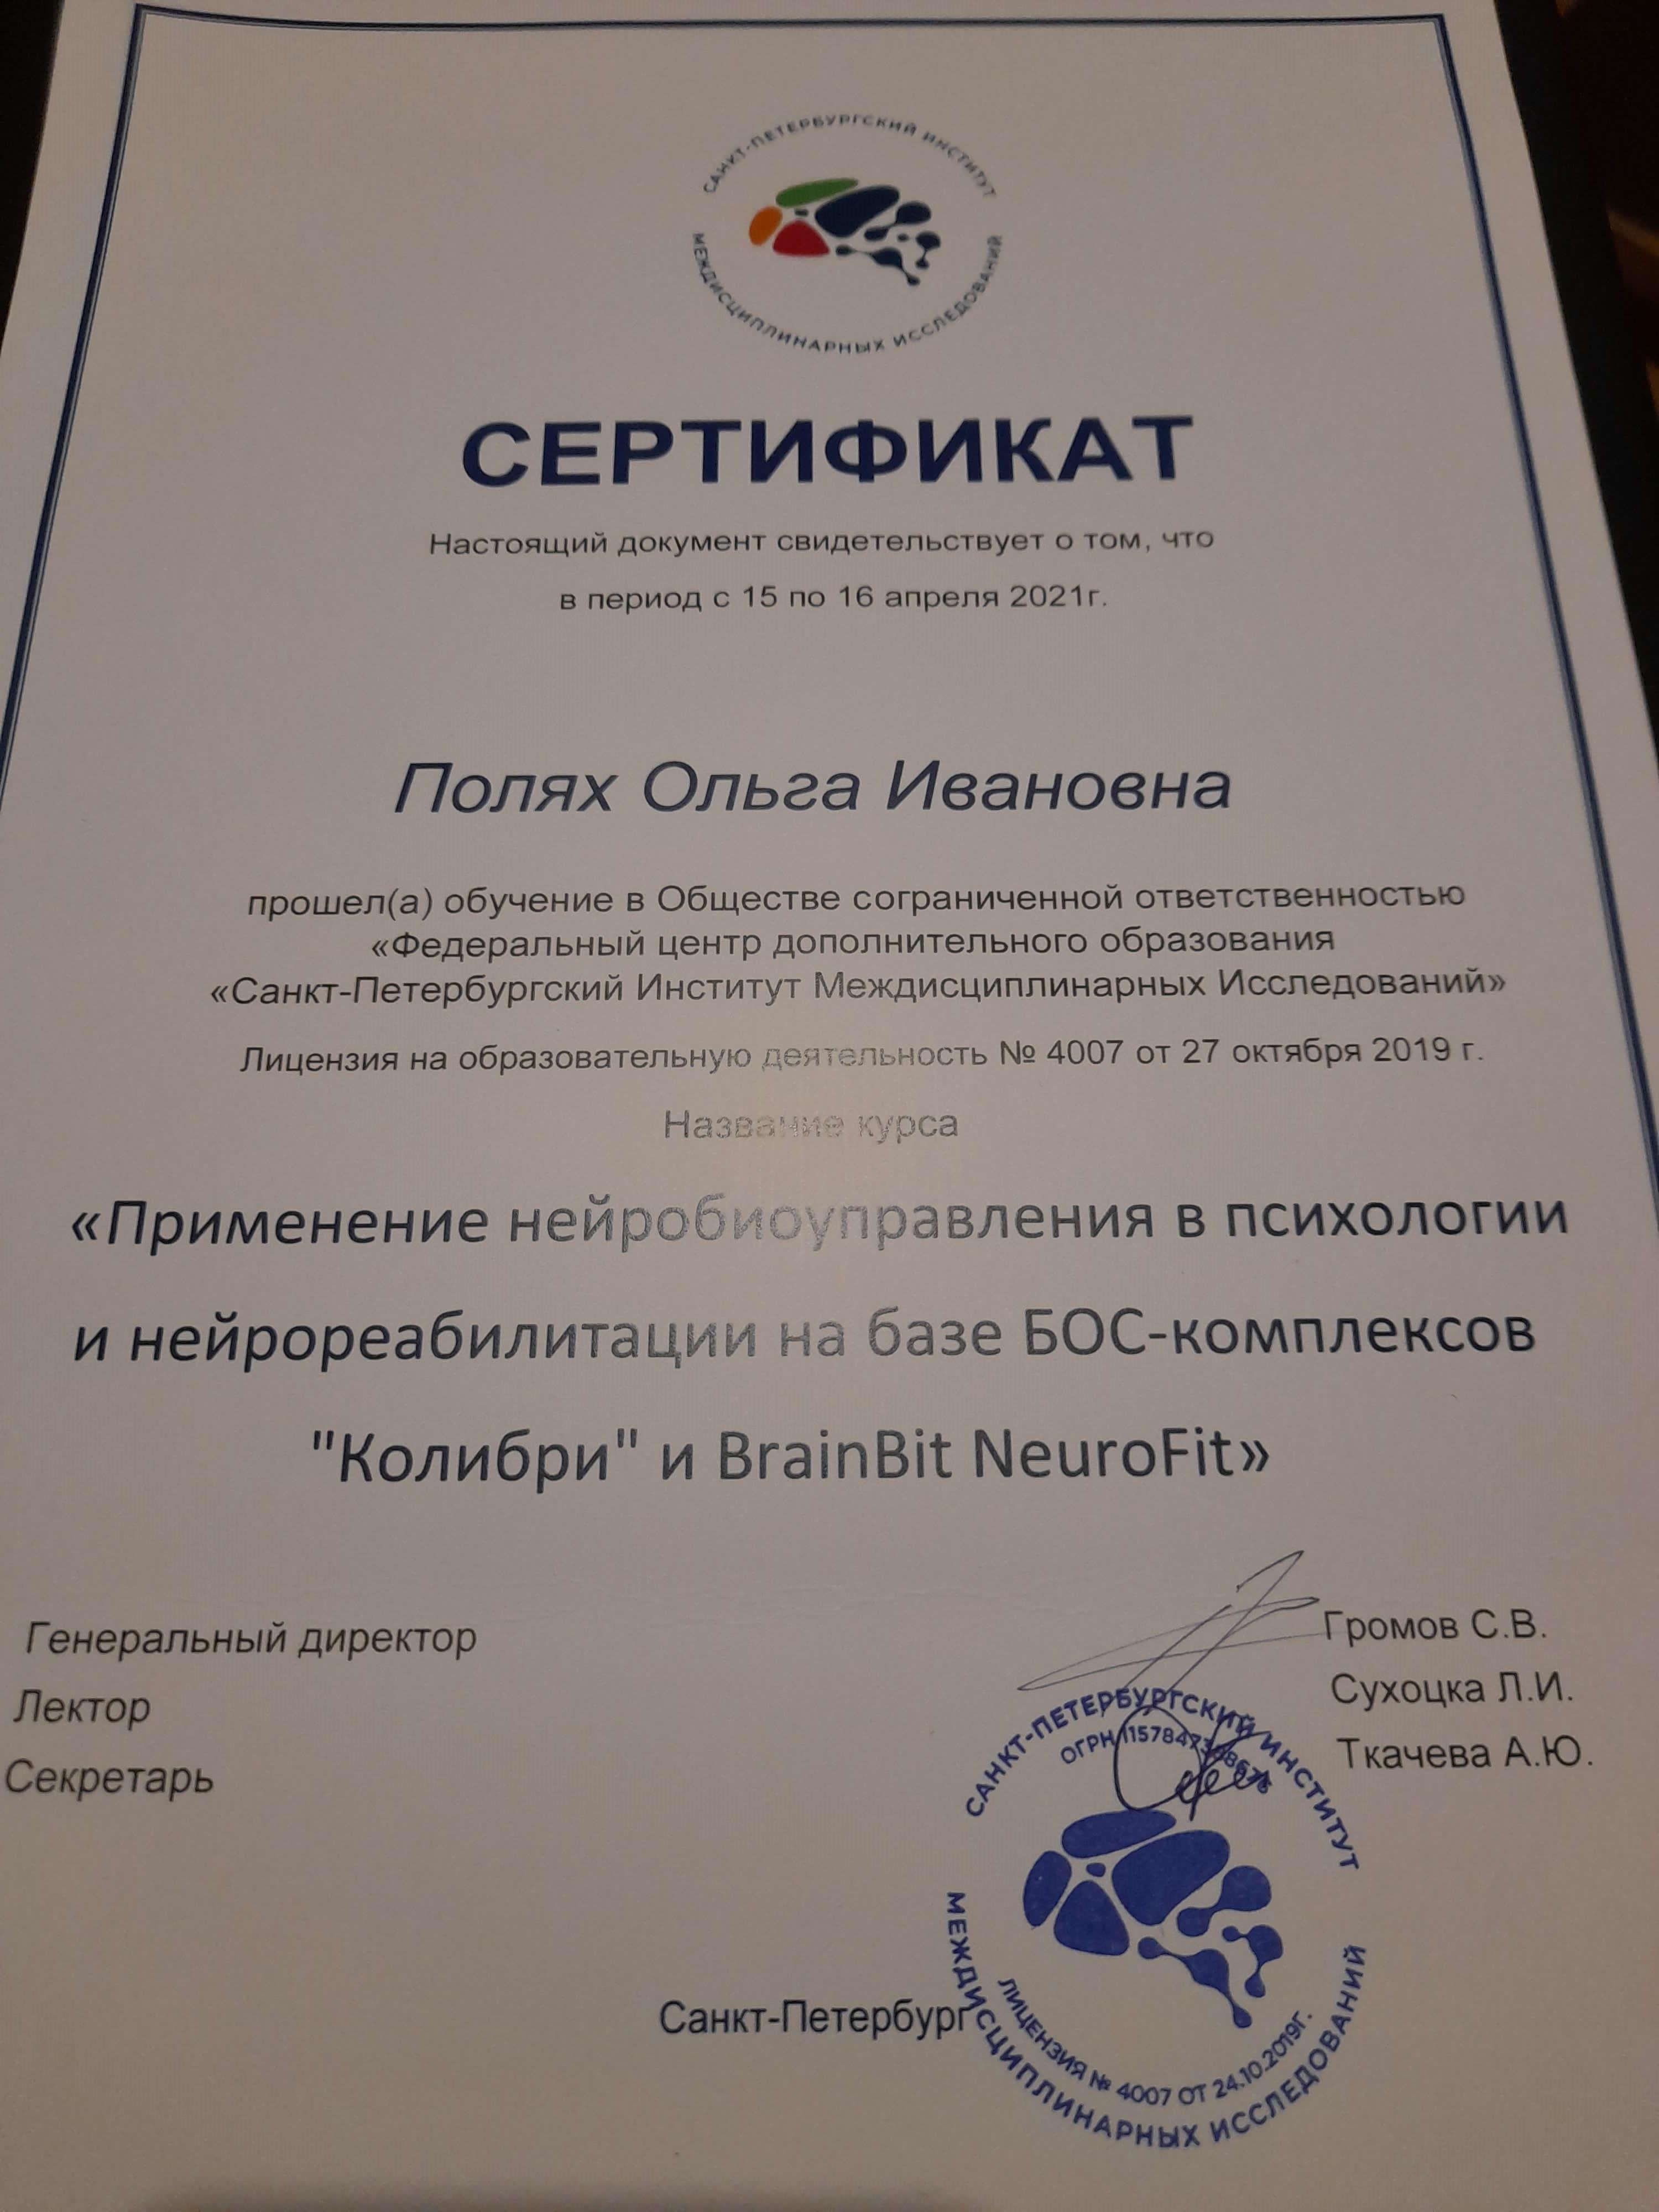 САНКТ-ПЕТЕРБУРГСКИЙ ИНСТИТУТ
МЕЖДИСЦИПЛИНАРНЫХ ИССЛЕДОВАНИЙ
СЕРТИФИКАТ
Настоящий документ свидетельствует о том, что
в период с 15 по 16 апреля 2021г.
Полях Ольга Ивановна
прошел(а) обучение в Обществе сограниченной ответственностью
«Федеральный центр дополнительного образования
«Санкт-Петербургский Институт Междисциплинарных Исследований»
Лицензия на образовательную деятельность № 4007 от 27 октября 2019 г.
Название курса
«Применение нейробиоуправления в психологии
и нейрореабилитации на базе БОС-комплексов
"Колибри" и BrainBit NeuroFit»
Генеральный директор Громов С.В.
Лектор Сухоцка Л.И.
Секретарь Ткачева А.Ю.
САНКТ-ПЕТЕРБУРГСКИЙ ИНСТИТУТ
ОГРН
Санкт-Петербург
ЛИЦЕНЗИЯ № 4007 ОТ 24.10.2019г.
МЕЖДИСЦИПЛИНАРНЫХ ИССЛЕДОВАНИЙ